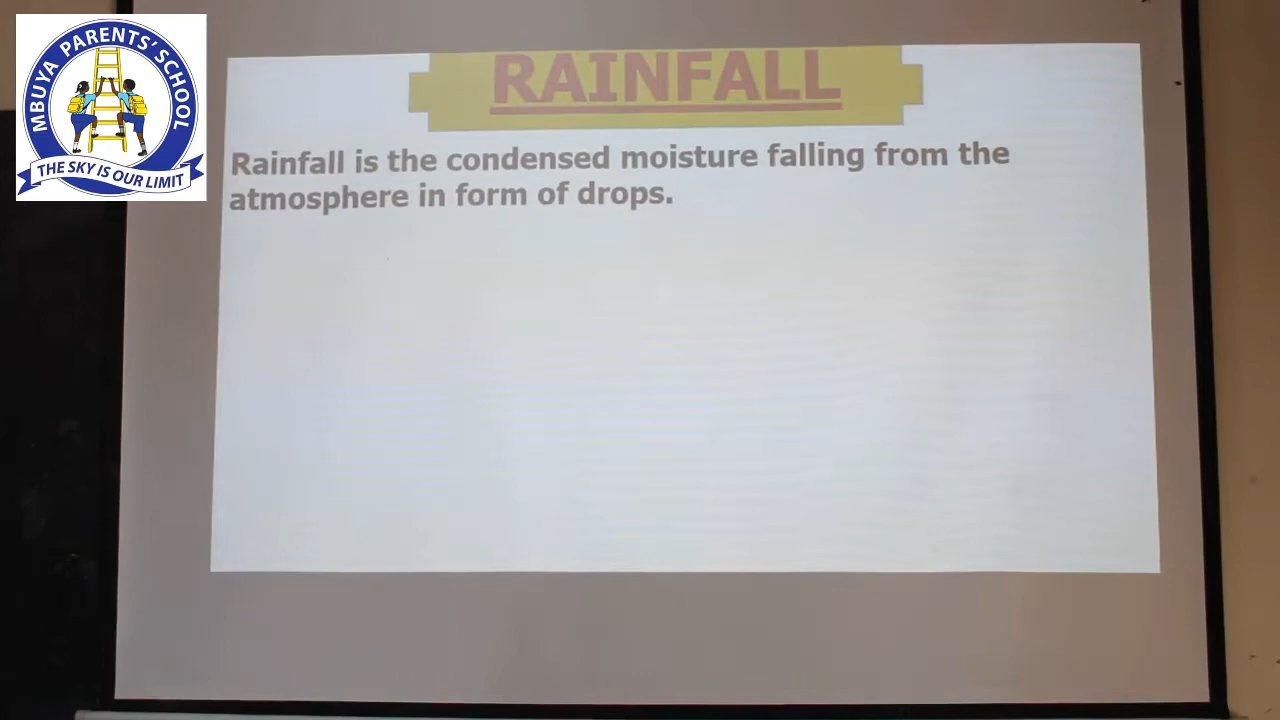 MBUYA PARENTS' SCHOOL
THE SKY IS OUR LIMIT
RAINFALL
Rainfall is the condensed moisture falling from the
atmosphere in form of drops.